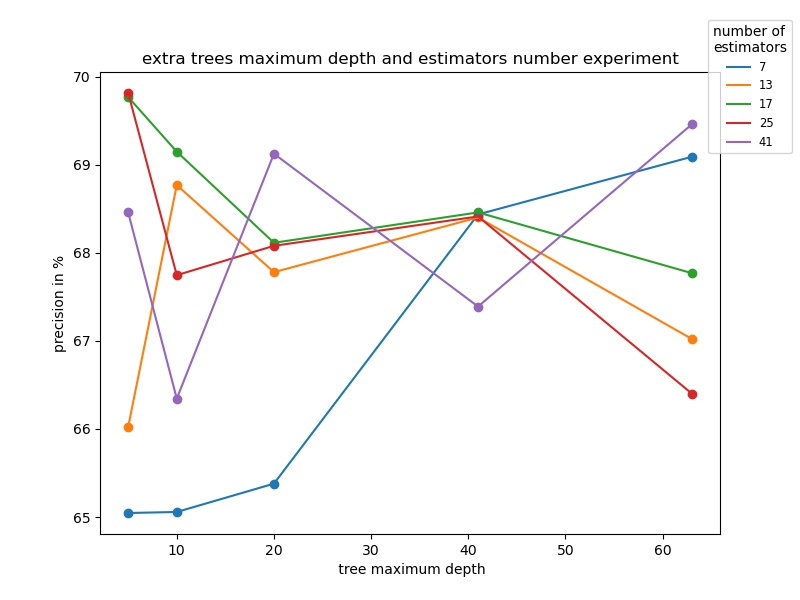 number of
estimators
7
13
17
25
41
extra trees maximum depth and estimators number experiment
precision in %
70
69
68
67
66
65
10 20 30 40 50 60
tree maximum depth